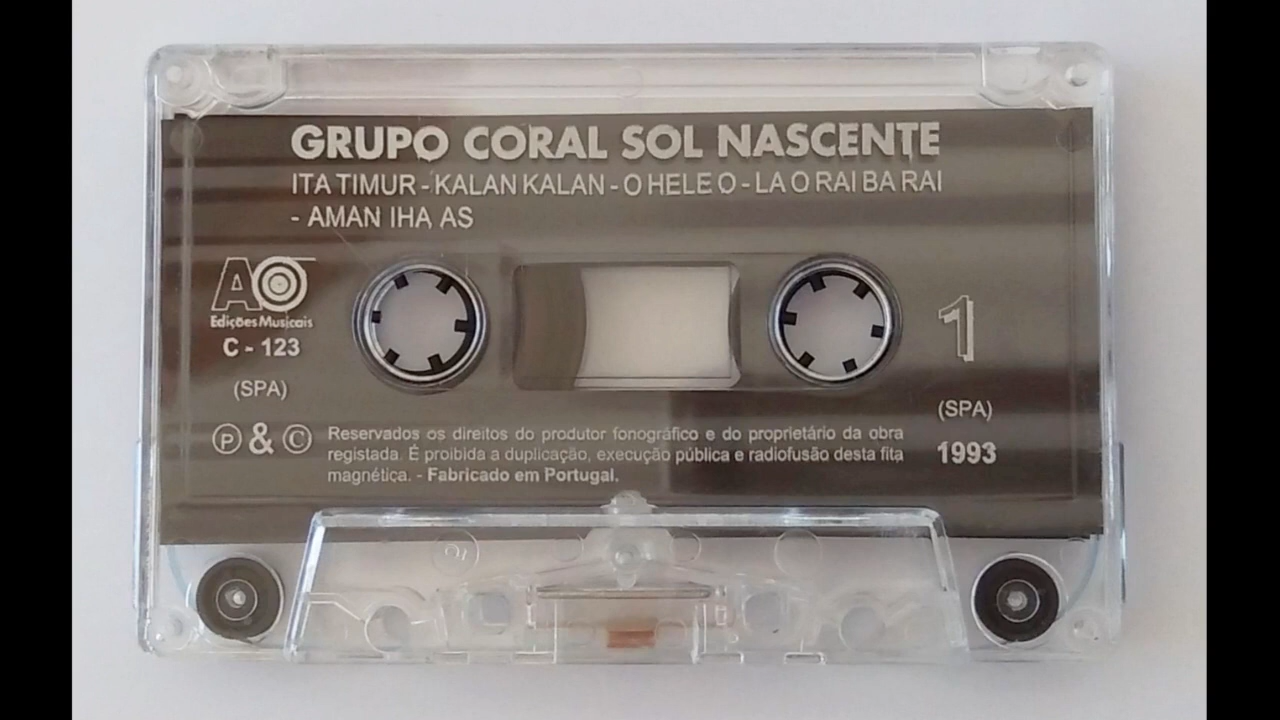 GRUPO CORAL SOL NASCENTE
ITA TIMUR - KALAN KALAN - O HELE O - LA O RAI BA RAI
- AMAN IHA AS
AO
Edições Musicais
C - 123
(SPA)
1
(SPA)
1993
Ⓟ & ©
Reservados os direitos do produtor fonográfico e do proprietário da obra
registada. É proibida a duplicação, execução pública e radiofusão desta fita
magnética. - Fabricado em Portugal.